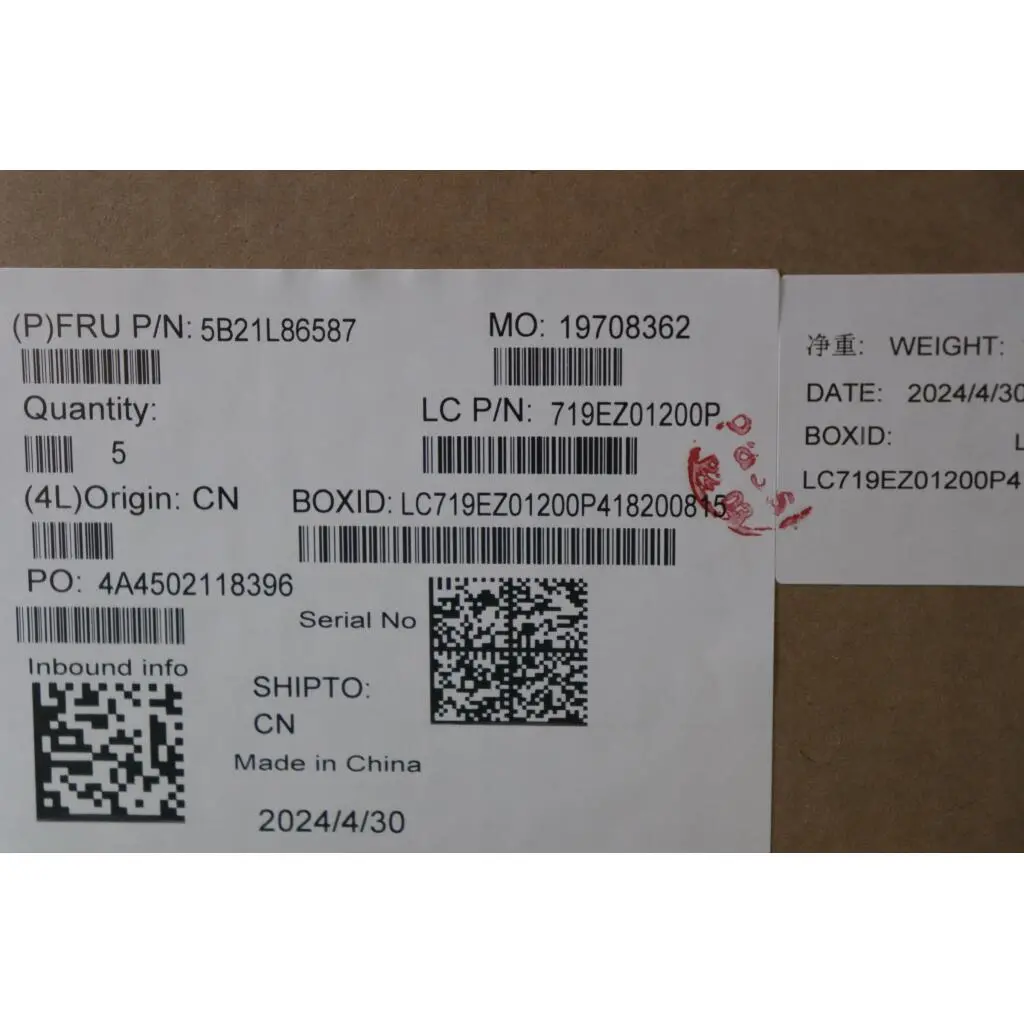 (P)FRU P/N: 5B21L86587
MO: 19708362
Quantity:
5
LC P/N: 719EZ01200P
(4L)Origin: CN
BOXID: LC719EZ01200P418200815
PO: 4A4502118396
Serial No
Inbound info
SHIPTO:
CN
Made in China
2024/4/30
净重: WEIGHT:
DATE: 2024/4/30
BOXID:
LC719EZ01200P4